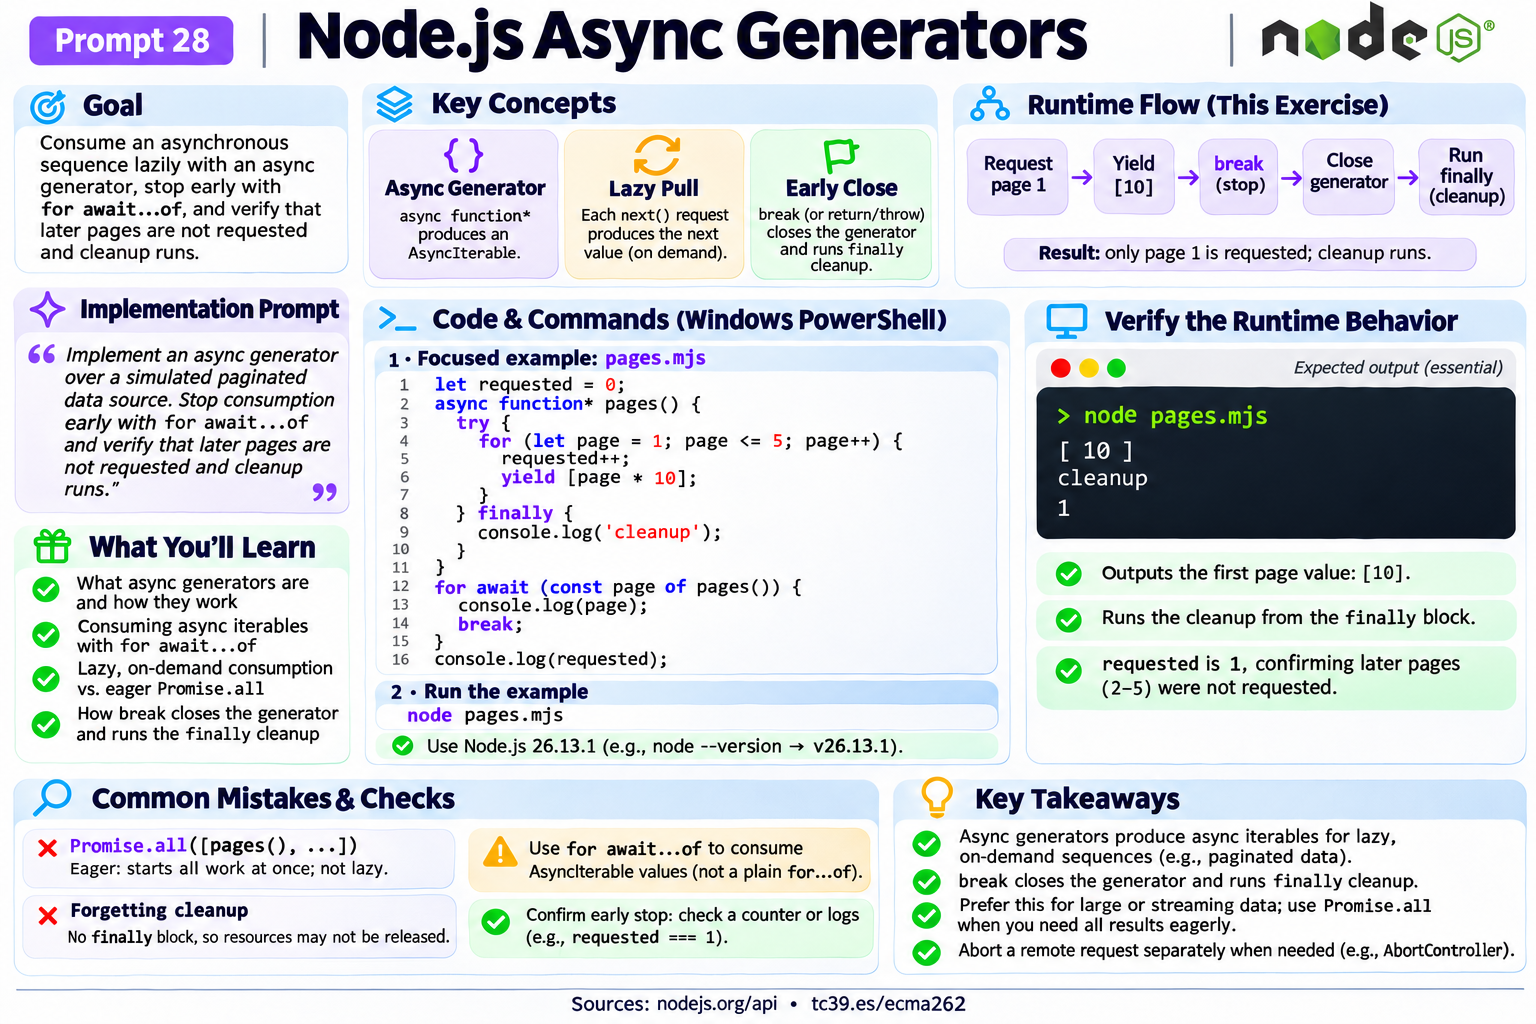 Prompt 28
Node.js Async Generators
node JS ®
Goal
Consume an asynchronous
sequence lazily with an async
generator, stop early with
for await...of, and verify that
later pages are not requested
and cleanup runs.
Key Concepts
{ }
Async Generator
async function*
produces an
AsyncIterable.
Lazy Pull
Each next() request
produces the next
value (on demand).
Early Close
break (or return/throw)
closes the generator
and runs finally
cleanup.
Runtime Flow (This Exercise)
Request
page 1
→
Yield
[10]
→
break
(stop)
→
Close
generator
→
Run
finally
(cleanup)
Result: only page 1 is requested; cleanup runs.
Implementation Prompt
“ Implement an async generator
over a simulated paginated
data source. Stop consumption
early with for await...of
and verify that later pages are
not requested and cleanup
runs.” ”
What You’ll Learn
What async generators are
and how they work
Consuming async iterables
with for await...of
Lazy, on-demand consumption
vs. eager Promise.all
How break closes the generator
and runs the finally cleanup
Code & Commands (Windows PowerShell)
1 · Focused example: pages.mjs
1 let requested = 0;
2 async function* pages() {
3 try {
4 for (let page = 1; page <= 5; page++) {
5 requested++;
6 yield [page * 10];
7 }
8 } finally {
9 console.log('cleanup');
10 }
11 }
12 for await (const page of pages()) {
13 console.log(page);
14 break;
15 }
16 console.log(requested);
2 · Run the example
node pages.mjs
Use Node.js 26.13.1 (e.g., node --version → v26.13.1).
Verify the Runtime Behavior
Expected output (essential)
> node pages.mjs
[ 10 ]
cleanup
1
Outputs the first page value: [10].
Runs the cleanup from the finally block.
requested is 1, confirming later pages
(2–5) were not requested.
Common Mistakes & Checks
Promise.all([pages(), ...])
Eager: starts all work at once; not lazy.
Forgetting cleanup
No finally block, so resources may not be released.
Use for await...of to consume
AsyncIterable values (not a plain for...of).
Confirm early stop: check a counter or logs
(e.g., requested === 1).
Key Takeaways
Async generators produce async iterables for lazy,
on-demand sequences (e.g., paginated data).
break closes the generator and runs finally cleanup.
Prefer this for large or streaming data; use Promise.all
when you need all results eagerly.
Abort a remote request separately when needed (e.g., AbortController).
Sources: nodejs.org/api • tc39.es/ecma262